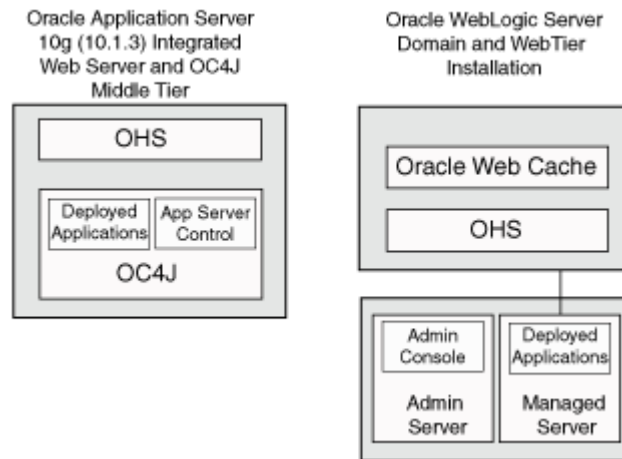 Oracle Application Server
10g (10.1.3) Integrated
Web Server and OC4J
Middle Tier
OHS
Deployed
Applications
App Server
Control
OC4J
Oracle WebLogic Server
Domain and WebTier
Installation
Oracle Web Cache
OHS
Admin
Console
Admin
Server
Deployed
Applications
Managed
Server